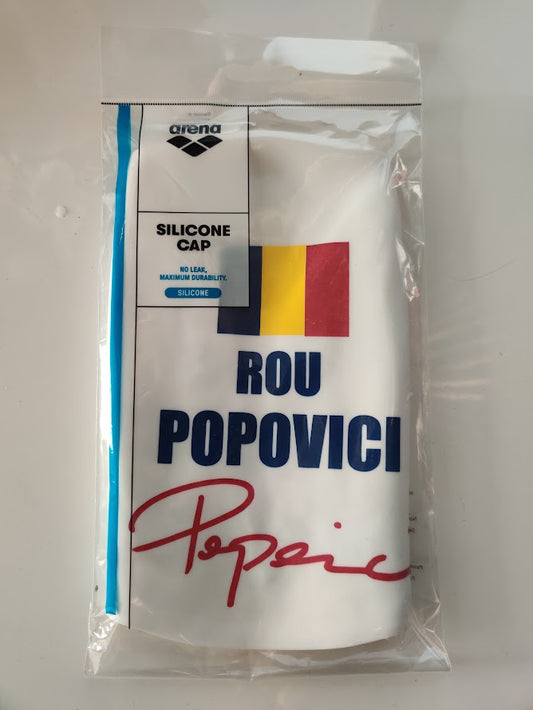 arena
SILICONE
CAP
NO LEAK,
MAXIMUM DURABILITY.
SILICONE
ROU
POPOVICI